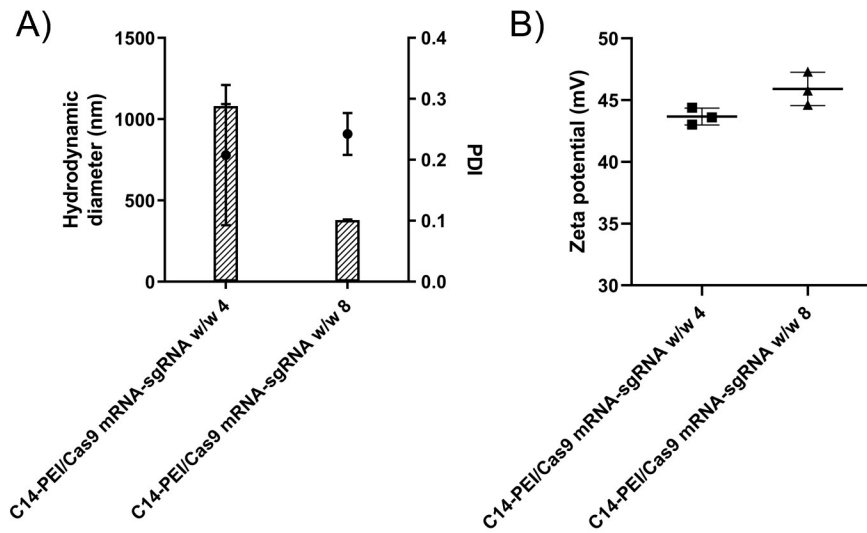 A)
Hydrodynamic
diameter (nm)
1500
1000
500
0
0.4
0.3
0.2
0.1
0.0
PDI
C14-PEI/Cas9 mRNA-sgRNA w/w 4
C14-PEI/Cas9 mRNA-sgRNA w/w 8
B)
Zeta potential (mV)
50
45
40
35
30
C14-PEI/Cas9 mRNA-sgRNA w/w 4
C14-PEI/Cas9 mRNA-sgRNA w/w 8